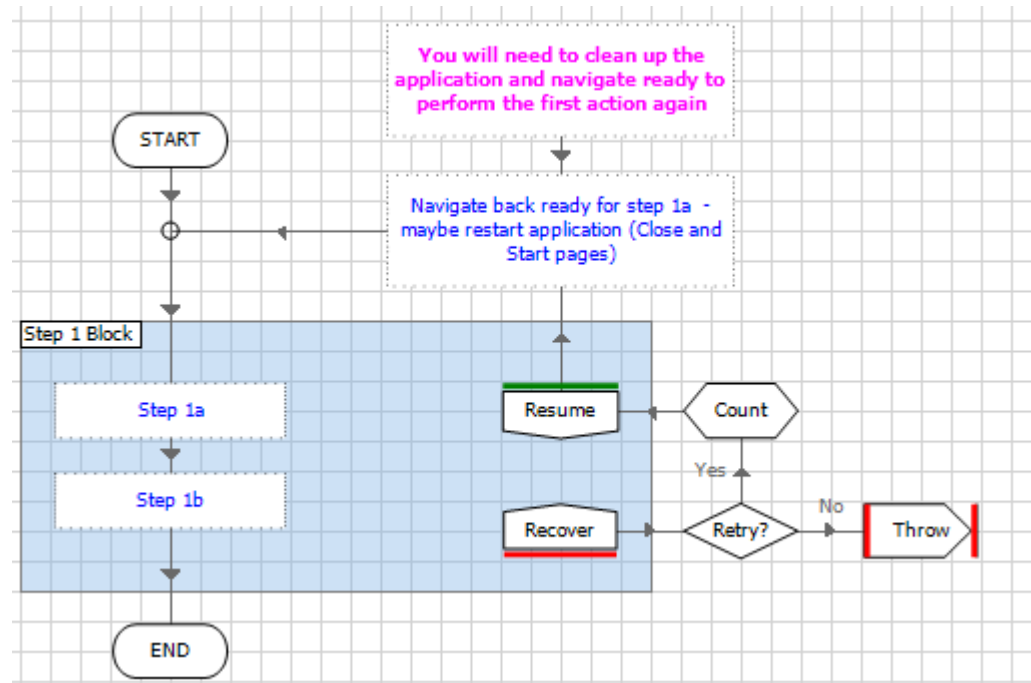 You will need to clean up the
application and navigate ready to
perform the first action again
START
Navigate back ready for step 1a -
maybe restart application (Close and
Start pages)
Step 1 Block
Step 1a
Resume
Count
Yes
Step 1b
Recover
Retry?
No
Throw
END